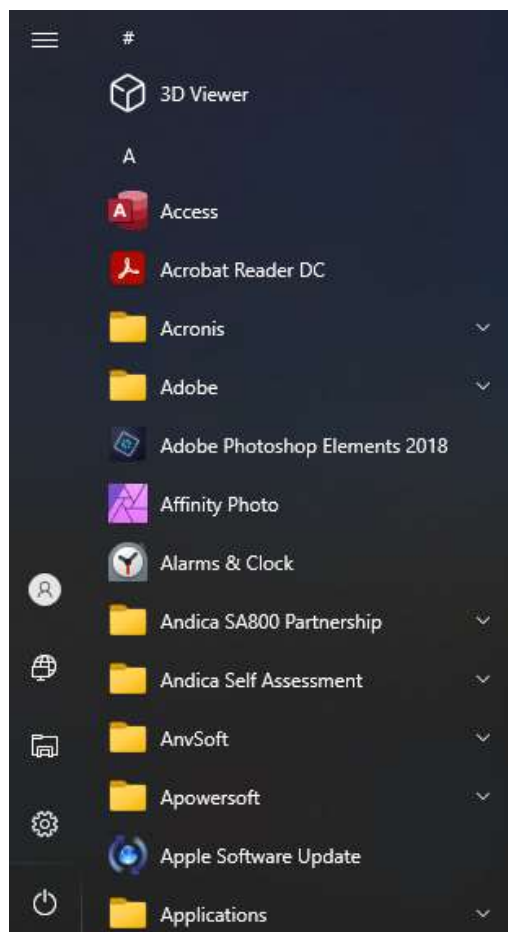 #
3D Viewer
A
Access
Acrobat Reader DC
Acronis
Adobe
Adobe Photoshop Elements 2018
Affinity Photo
Alarms & Clock
Andica SA800 Partnership
Andica Self Assessment
AnvSoft
Apowersoft
Apple Software Update
Applications